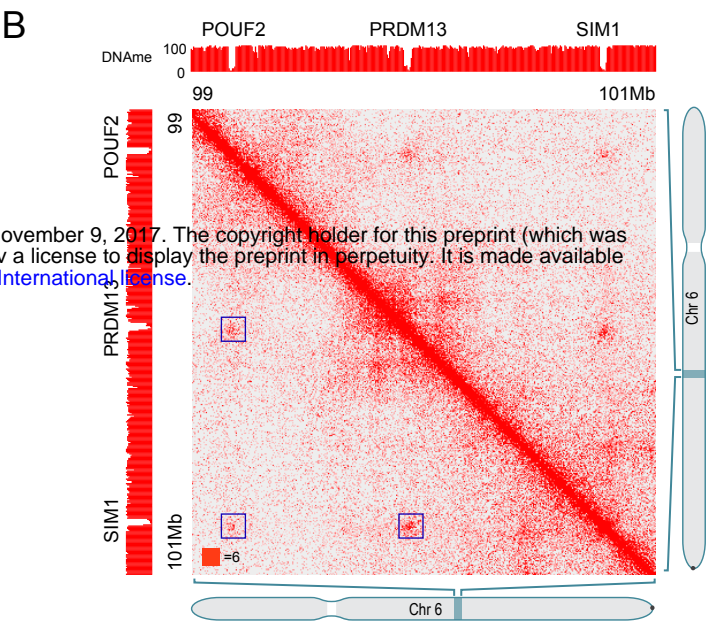 B
POUF2 PRDM13 SIM1
DNAme 100
0
99 101Mb
POUF2
99
ovember 9, 2017. The copyright holder for this preprint (which was
v a license to display the preprint in perpetuity. It is made available
International license.
PRDM13
Chr 6
SIM1
101Mb
=6
Chr 6